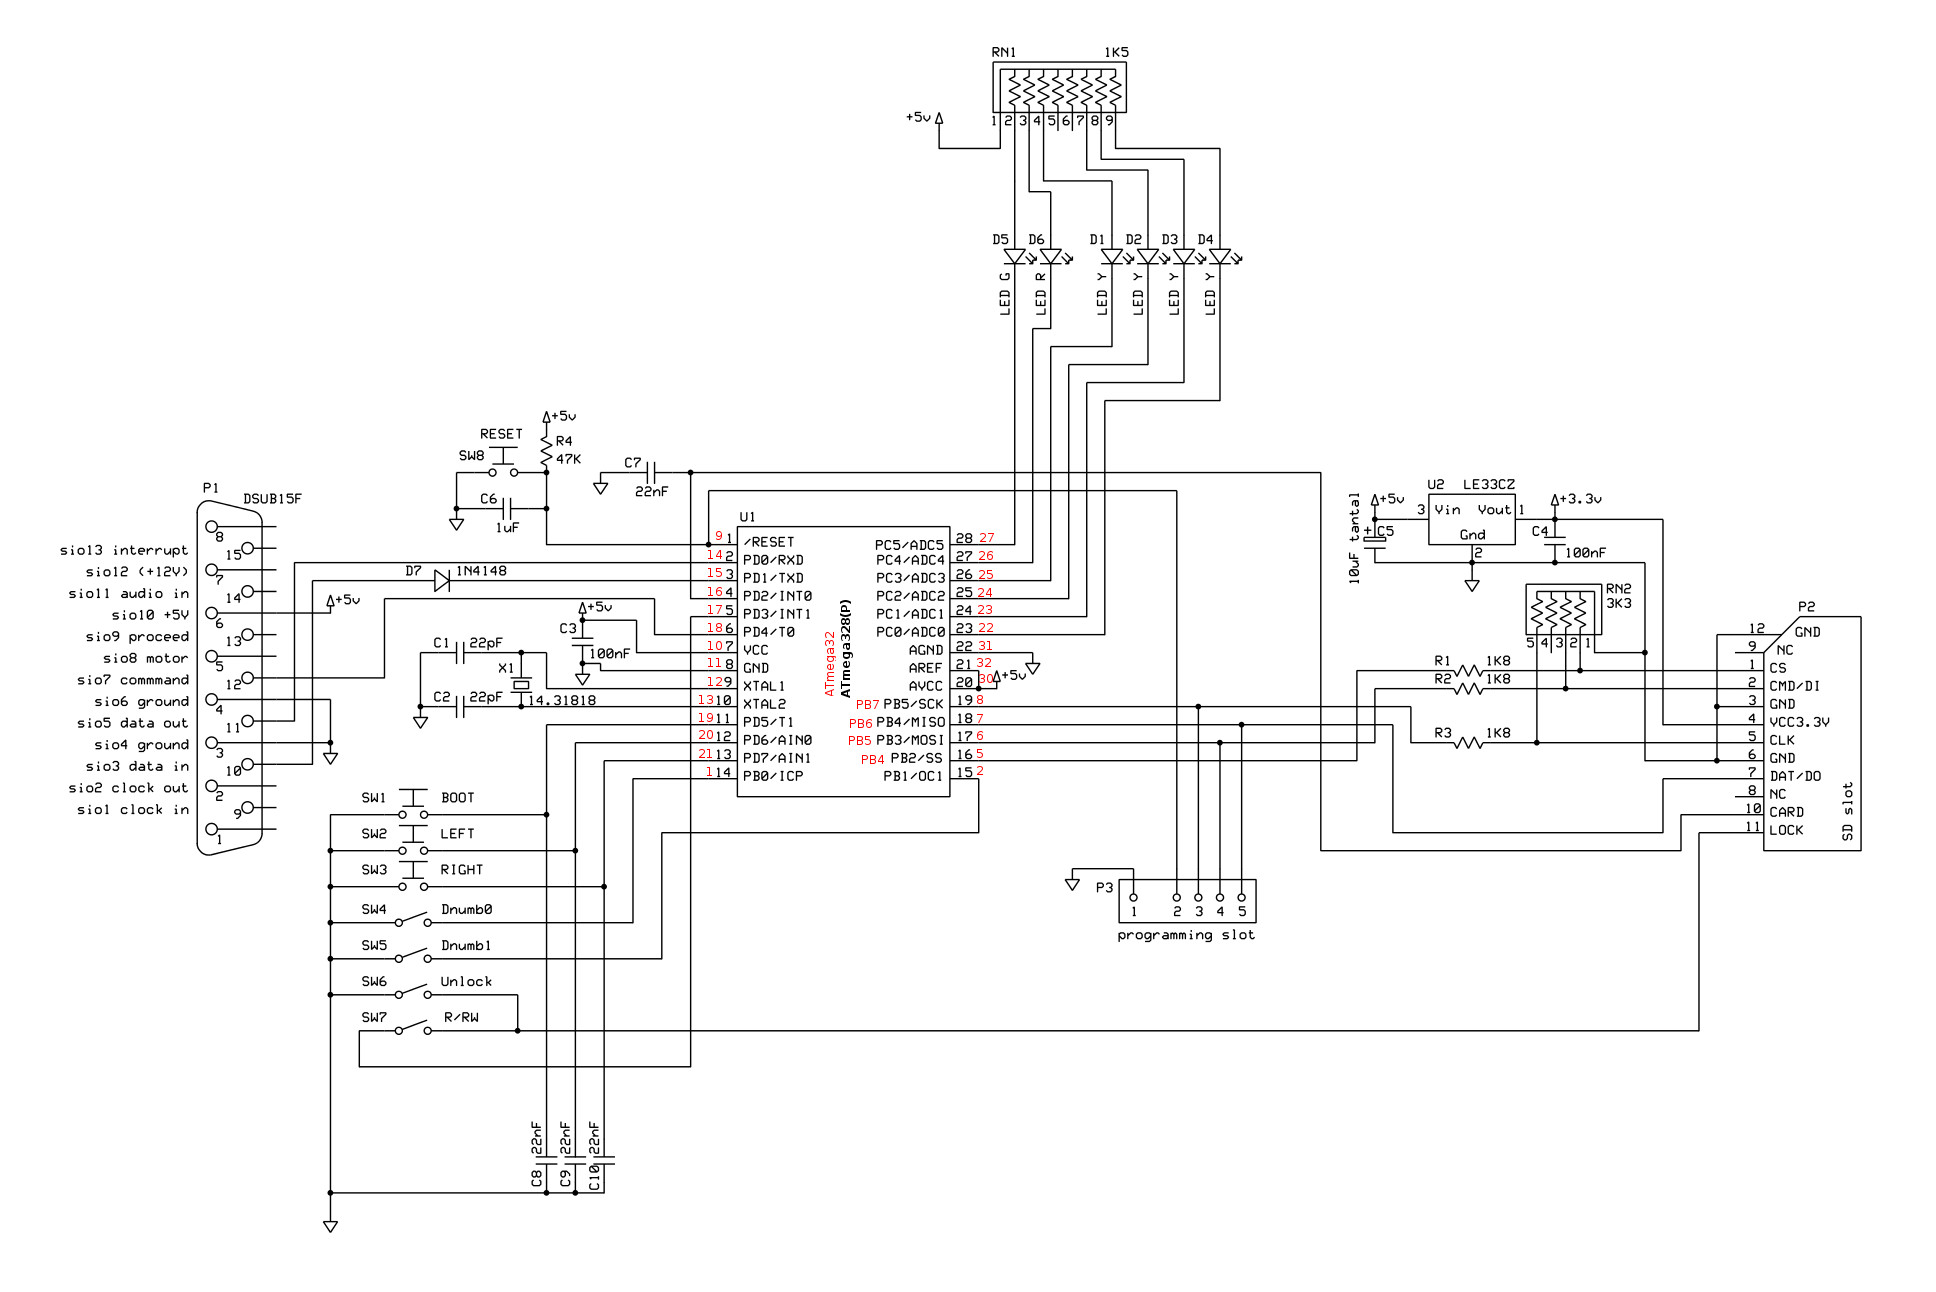 RN1 1K5
+5v
1 2 3 4 5 6 7 8 9
D5 D6 D1 D2 D3 D4
LED G LED R LED Y LED Y LED Y LED Y
+5v
RESET
R4
47K
SW8
C6
1uF
C7
22nF
P1
DSUB15F
8
15
7
14
6
13
5
12
4
11
3
10
2
9
1
sio13 interrupt
sio12 (+12V)
sio11 audio in
sio10 +5V
sio9 proceed
sio8 motor
sio7 commmand
sio6 ground
sio5 data out
sio4 ground
sio3 data in
sio2 clock out
sio1 clock in
+5v
D7 1N4148
+5v
C3
100nF
C1 22pF
X1
C2 22pF
14.31818
U1
ATmega32
ATmega328(P)
9 1 /RESET
14 2 PD0/RXD
15 3 PD1/TXD
16 4 PD2/INT0
17 5 PD3/INT1
18 6 PD4/T0
10 7 VCC
11 8 GND
12 9 XTAL1
13 10 XTAL2
19 11 PD5/T1
20 12 PD6/AIN0
21 13 PD7/AIN1
1 14 PB0/ICP
PC5/ADC5 28 27
PC4/ADC4 27 26
PC3/ADC3 26 25
PC2/ADC2 25 24
PC1/ADC1 24 23
PC0/ADC0 23 22
AGND 22 31
AREF 21 32
AVCC 20 30 +5v
PB7 PB5/SCK 19 8
PB6 PB4/MISO 18 7
PB5 PB3/MOSI 17 6
PB4 PB2/SS 16 5
PB1/OC1 15 2
SW1 BOOT
SW2 LEFT
SW3 RIGHT
SW4 Dnumb0
SW5 Dnumb1
SW6 Unlock
SW7 R/RW
C8 22nF
C9 22nF
C10 22nF
P3
1 2 3 4 5
programming slot
10uF tantal
+5v
+
C5
U2 LE33CZ
3 Vin Vout 1
Gnd
2
+3.3v
C4
100nF
RN2
3K3
5 4 3 2 1
R1 1K8
R2 1K8
R3 1K8
P2
12 GND
9 NC
1 CS
2 CMD/DI
3 GND
4 VCC3.3V
5 CLK
6 GND
7 DAT/DO
8 NC
10 CARD
11 LOCK
SD slot